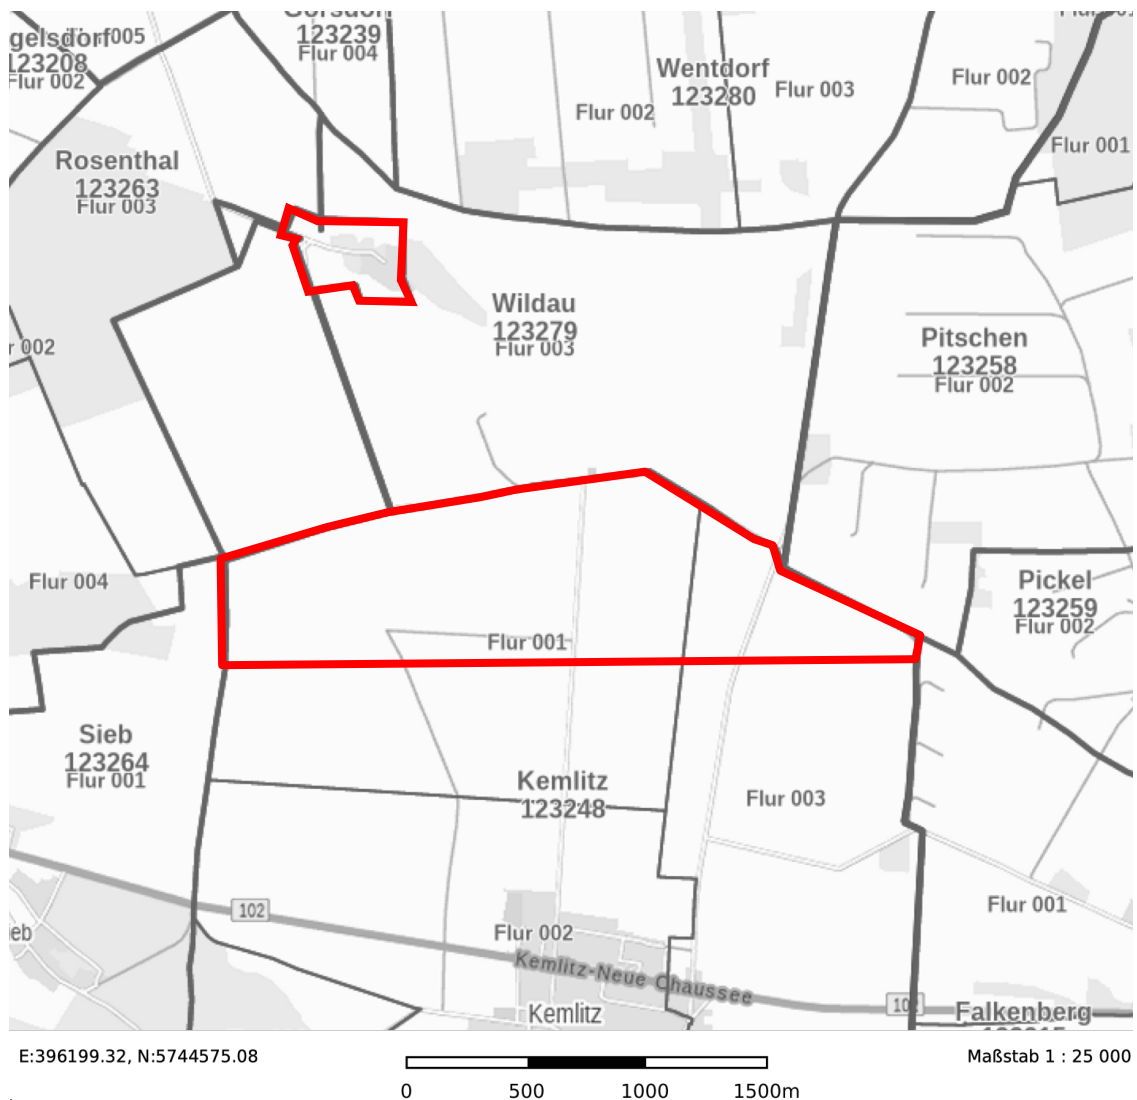 Gorsdorf
123239
Flur 004
gelsdorf
Flur 005
123208
Flur 002
Wentdorf
123280
Flur 002
Flur 003
Flur 002
Flur 001
Rosenthal
123263
Flur 003
Wildau
123279
Flur 003
Pitschen
123258
Flur 002
r 002
Flur 004
Pickel
123259
Flur 002
Flur 001
Sieb
123264
Flur 001
Kemlitz
123248
Flur 003
102
Flur 001
eb
Flur 002
Kemlitz-Neue Chaussee
Kemlitz
Falkenberg
E:396199.32, N:5744575.08
Maßstab 1 : 25 000
0 500 1000 1500m